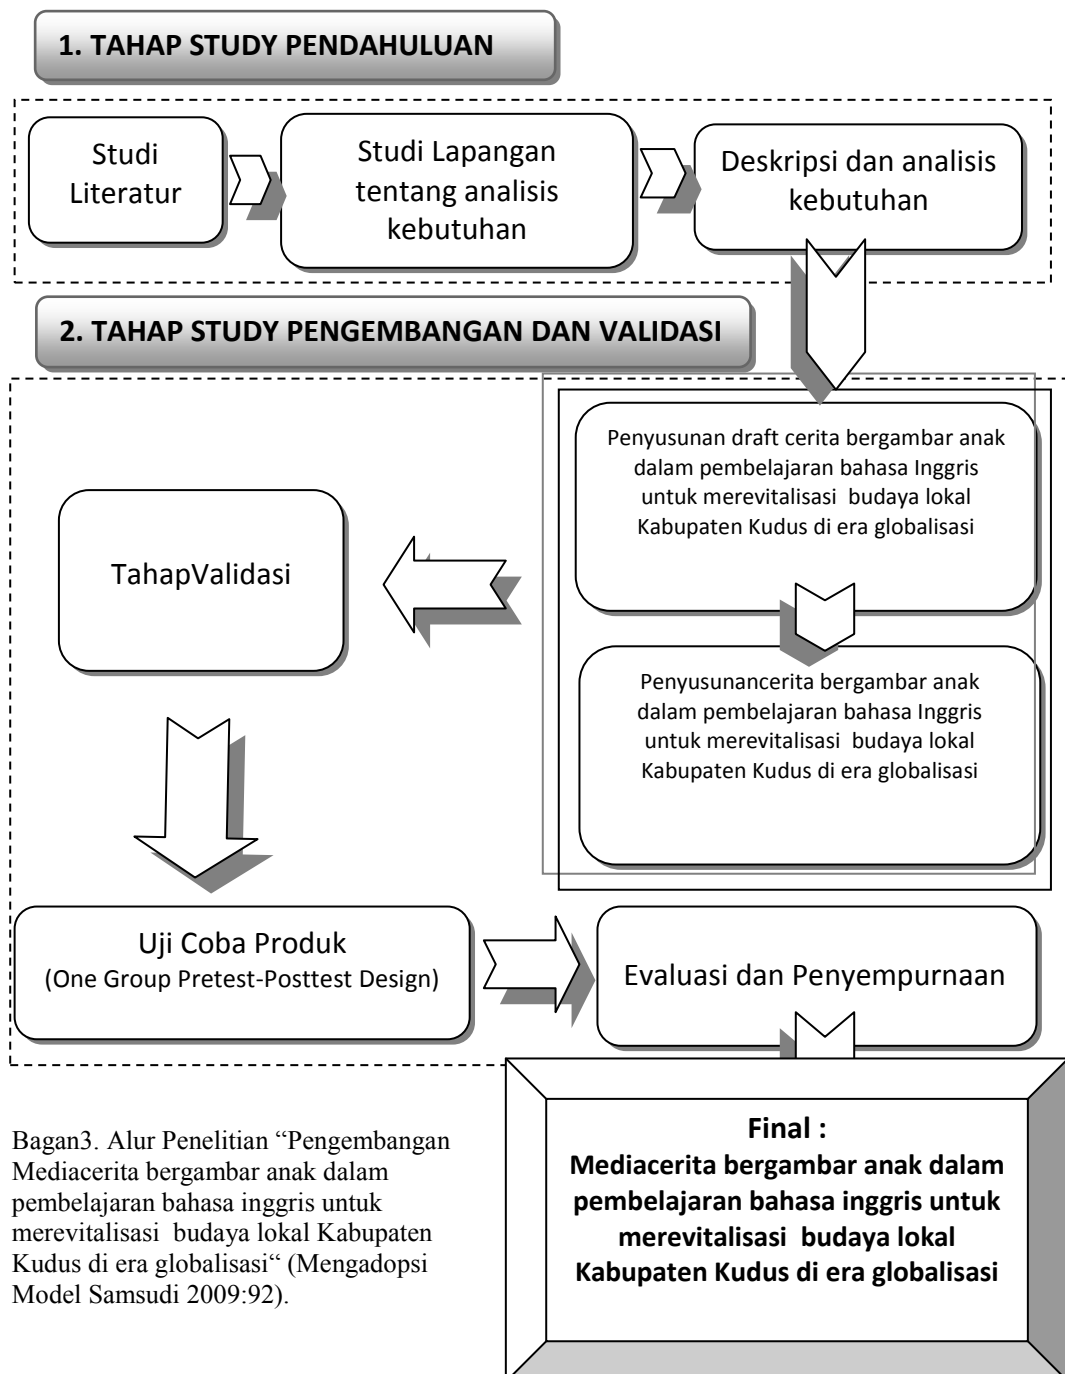 1. TAHAP STUDY PENDAHULUAN
Studi
Literatur
Studi Lapangan
tentang analisis
kebutuhan
Deskripsi dan analisis
kebutuhan
2. TAHAP STUDY PENGEMBANGAN DAN VALIDASI
Penyusunan draft cerita bergambar anak
dalam pembelajaran bahasa Inggris
untuk merevitalisasi  budaya lokal
Kabupaten Kudus di era globalisasi
Penyusunancerita bergambar anak
dalam pembelajaran bahasa Inggris
untuk merevitalisasi  budaya lokal
Kabupaten Kudus di era globalisasi
TahapValidasi
Uji Coba Produk
(One Group Pretest-Posttest Design)
Evaluasi dan Penyempurnaan
Final :
Mediacerita bergambar anak dalam
pembelajaran bahasa inggris untuk
merevitalisasi  budaya lokal
Kabupaten Kudus di era globalisasi
Bagan3. Alur Penelitian “Pengembangan
Mediacerita bergambar anak dalam
pembelajaran bahasa inggris untuk
merevitalisasi  budaya lokal Kabupaten
Kudus di era globalisasi“ (Mengadopsi
Model Samsudi 2009:92).